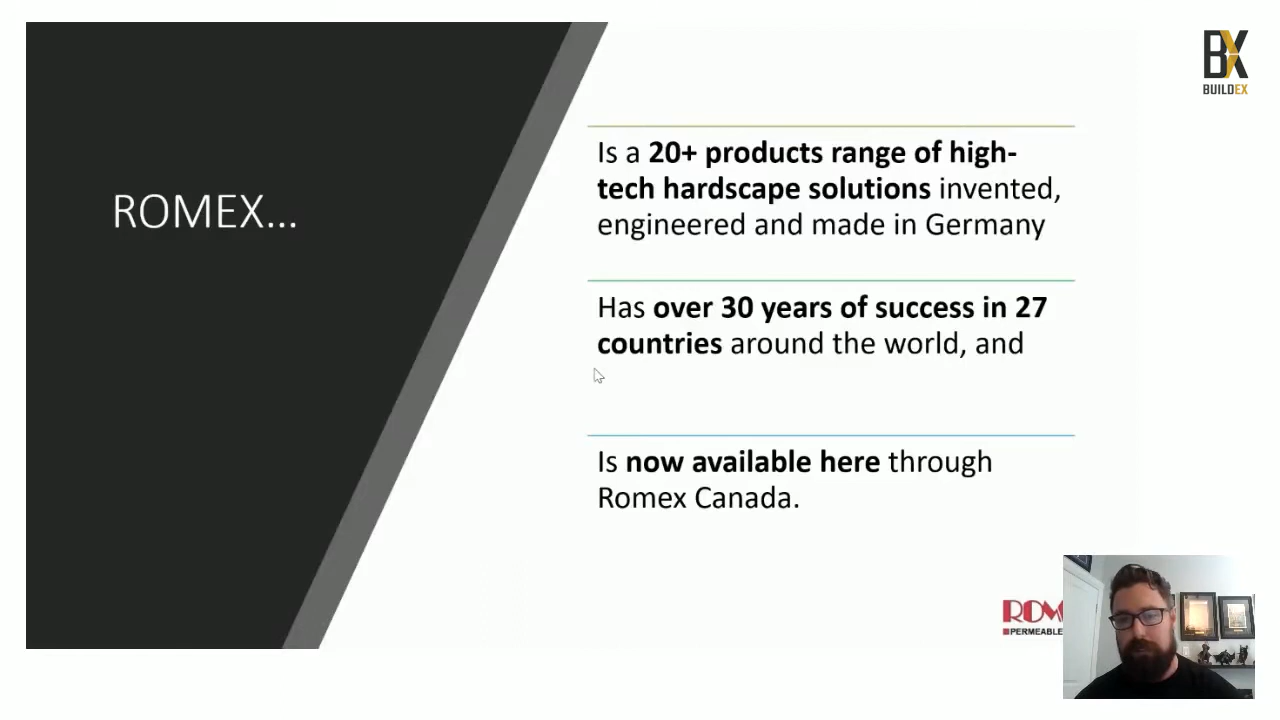 BX
BUILDEX
ROMEX...
Is a 20+ products range of high-
tech hardscape solutions invented,
engineered and made in Germany
Has over 30 years of success in 27
countries around the world, and
Is now available here through
Romex Canada.
PERMEABLE